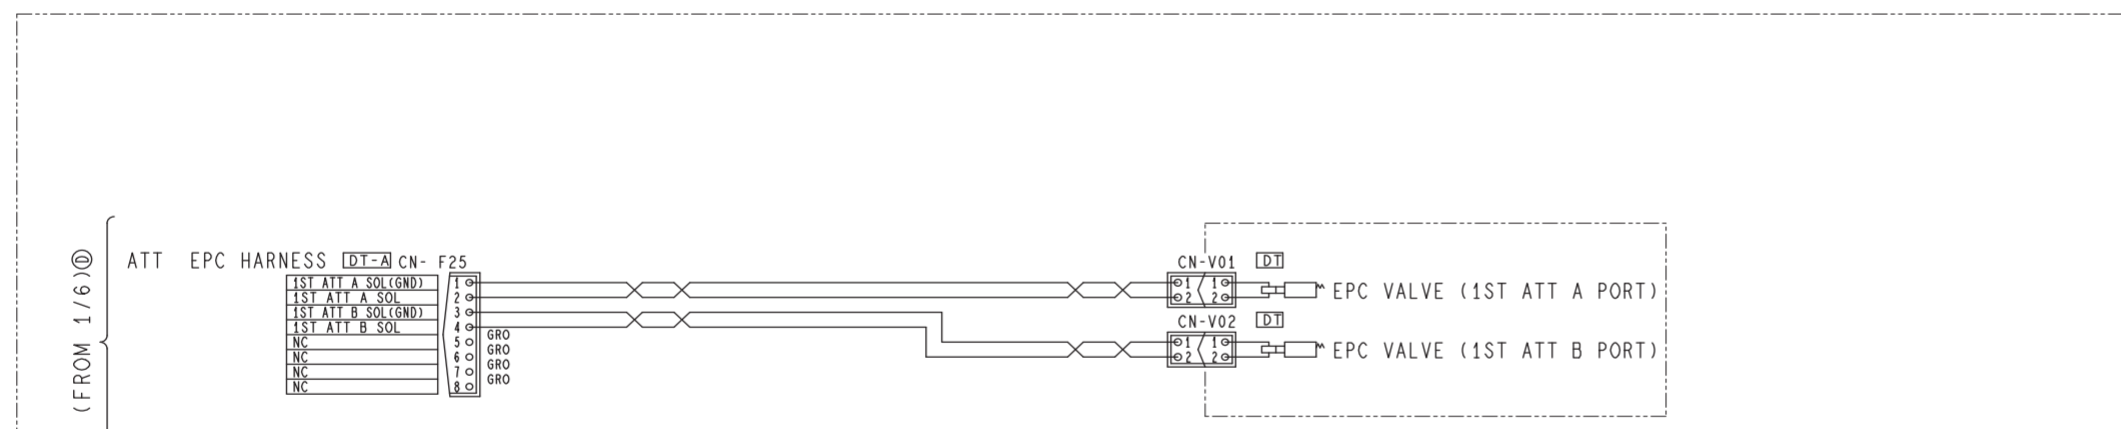 (FROM 1/6)Ⓓ
ATT EPC HARNESS DT-A CN- F25
1ST ATT A SOL(GND) 1
1ST ATT A SOL 2
1ST ATT B SOL(GND) 3
1ST ATT B SOL 4
NC 5 GRO
NC 6 GRO
NC 7 GRO
NC 8 GRO
CN-V01 DT
1 1
2 2
EPC VALVE (1ST ATT A PORT)
CN-V02 DT
1 1
2 2
EPC VALVE (1ST ATT B PORT)